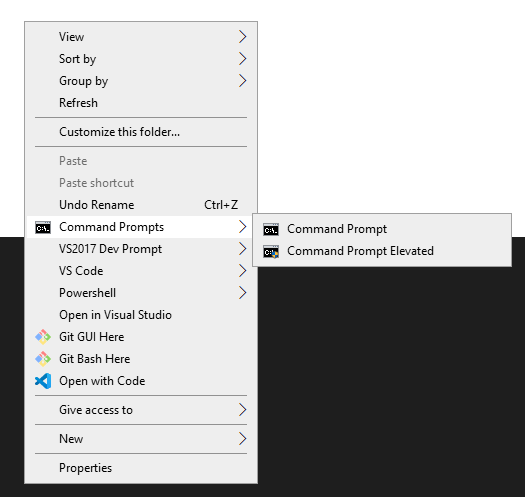 View
Sort by
Group by
Refresh
Customize this folder...
Paste
Paste shortcut
Undo Rename Ctrl+Z
Command Prompts
Command Prompt
Command Prompt Elevated
VS2017 Dev Prompt
VS Code
Powershell
Open in Visual Studio
Git GUI Here
Git Bash Here
Open with Code
Give access to
New
Properties